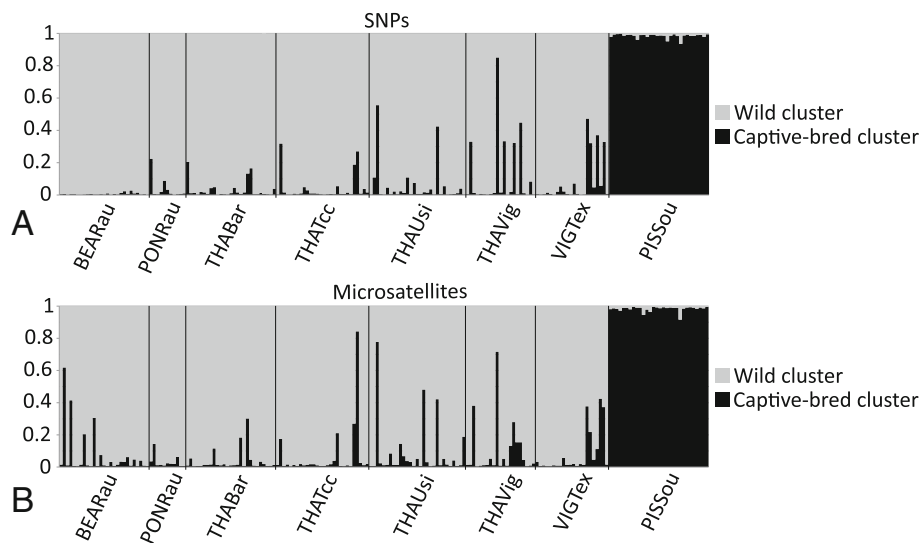 SNPs
1
0.8
0.6
0.4
0.2
0
Wild cluster
Captive-bred cluster
A
BEARau
PONRau
THABar
THATcc
THAUsi
THAVig
VIGTex
PISSou
Microsatellites
1
0.8
0.6
0.4
0.2
0
Wild cluster
Captive-bred cluster
B
BEARau
PONRau
THABar
THATcc
THAUsi
THAVig
VIGTex
PISSou